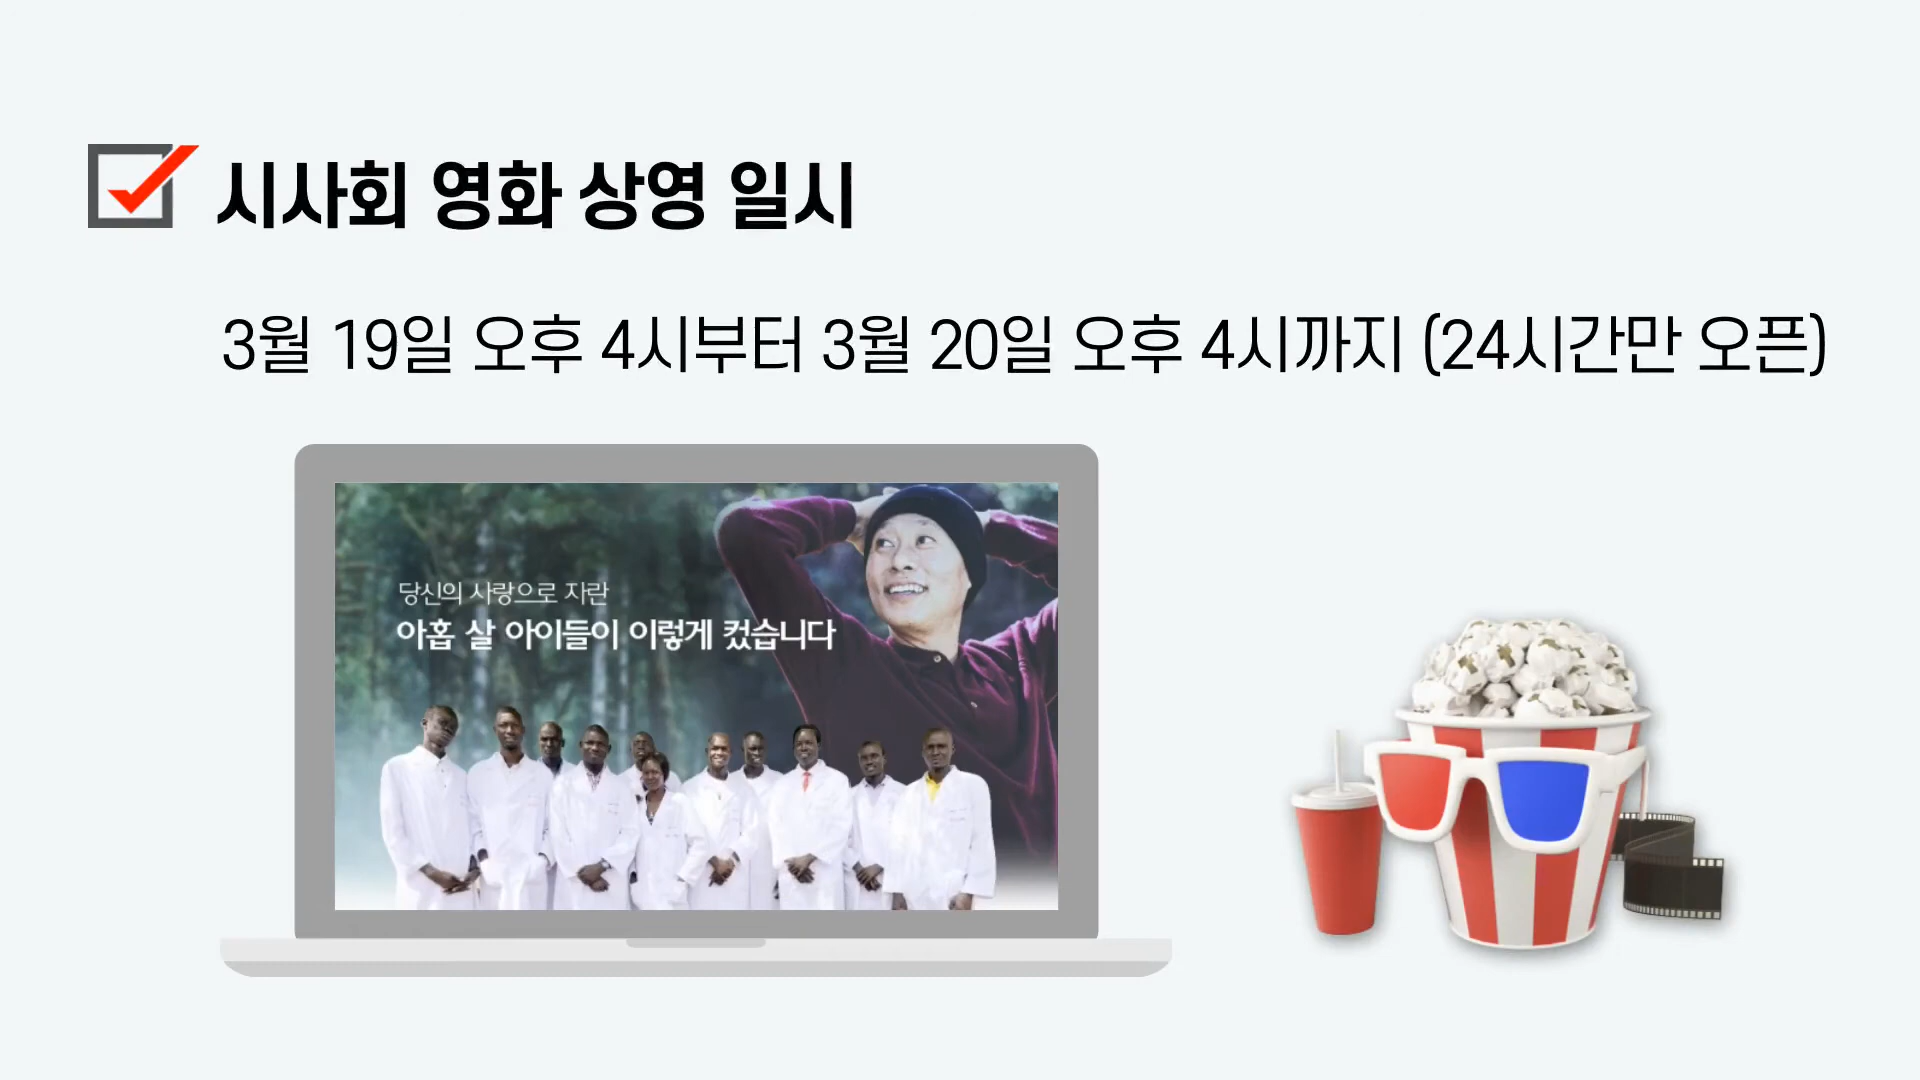 시사회 영화 상영 일시
3월 19일 오후 4시부터 3월 20일 오후 4시까지 (24시간만 오픈)
당신의 사랑으로 자란
아홉 살 아이들이 이렇게 컸습니다